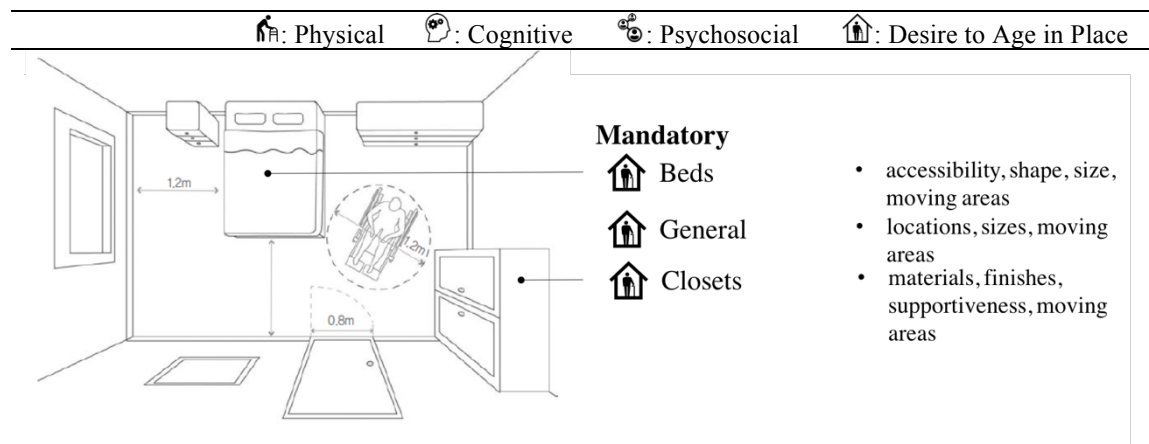 : Physical : Cognitive : Psychosocial : Desire to Age in Place
1.2m
1.2m
0.8m
Mandatory
Beds
General
Closets
• accessibility, shape, size,
moving areas
• locations, sizes, moving
areas
• materials, finishes,
supportiveness, moving
areas